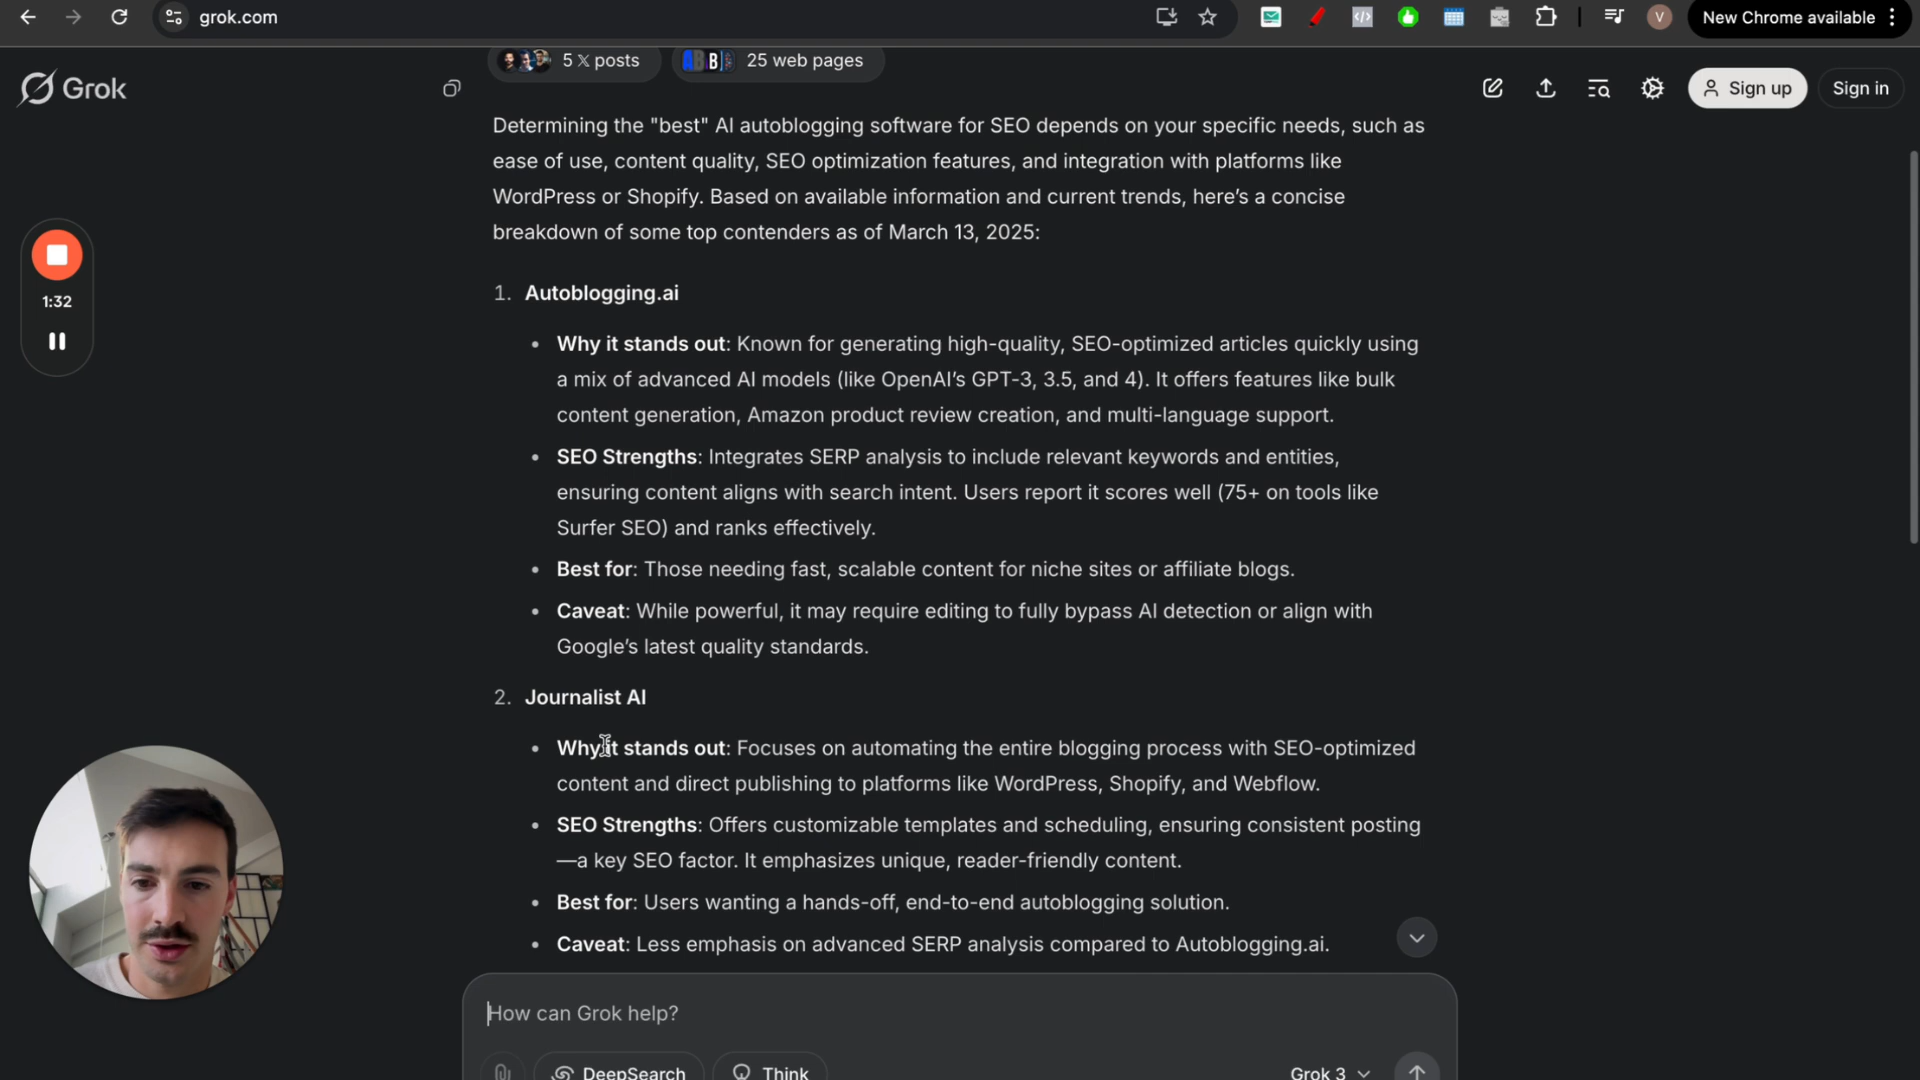 grok.com
New Chrome available
V
5 𝕏 posts
25 web pages
Grok
Sign up
Sign in
Determining the "best" AI autoblogging software for SEO depends on your specific needs, such as
ease of use, content quality, SEO optimization features, and integration with platforms like
WordPress or Shopify. Based on available information and current trends, here's a concise
breakdown of some top contenders as of March 13, 2025:
1. Autoblogging.ai
• Why it stands out: Known for generating high-quality, SEO-optimized articles quickly using
a mix of advanced AI models (like OpenAI's GPT-3, 3.5, and 4). It offers features like bulk
content generation, Amazon product review creation, and multi-language support.
• SEO Strengths: Integrates SERP analysis to include relevant keywords and entities,
ensuring content aligns with search intent. Users report it scores well (75+ on tools like
Surfer SEO) and ranks effectively.
• Best for: Those needing fast, scalable content for niche sites or affiliate blogs.
• Caveat: While powerful, it may require editing to fully bypass AI detection or align with
Google's latest quality standards.
2. Journalist AI
• Why it stands out: Focuses on automating the entire blogging process with SEO-optimized
content and direct publishing to platforms like WordPress, Shopify, and Webflow.
• SEO Strengths: Offers customizable templates and scheduling, ensuring consistent posting
—a key SEO factor. It emphasizes unique, reader-friendly content.
• Best for: Users wanting a hands-off, end-to-end autoblogging solution.
• Caveat: Less emphasis on advanced SERP analysis compared to Autoblogging.ai.
1:32
How can Grok help?
DeepSearch
Think
Grok 3